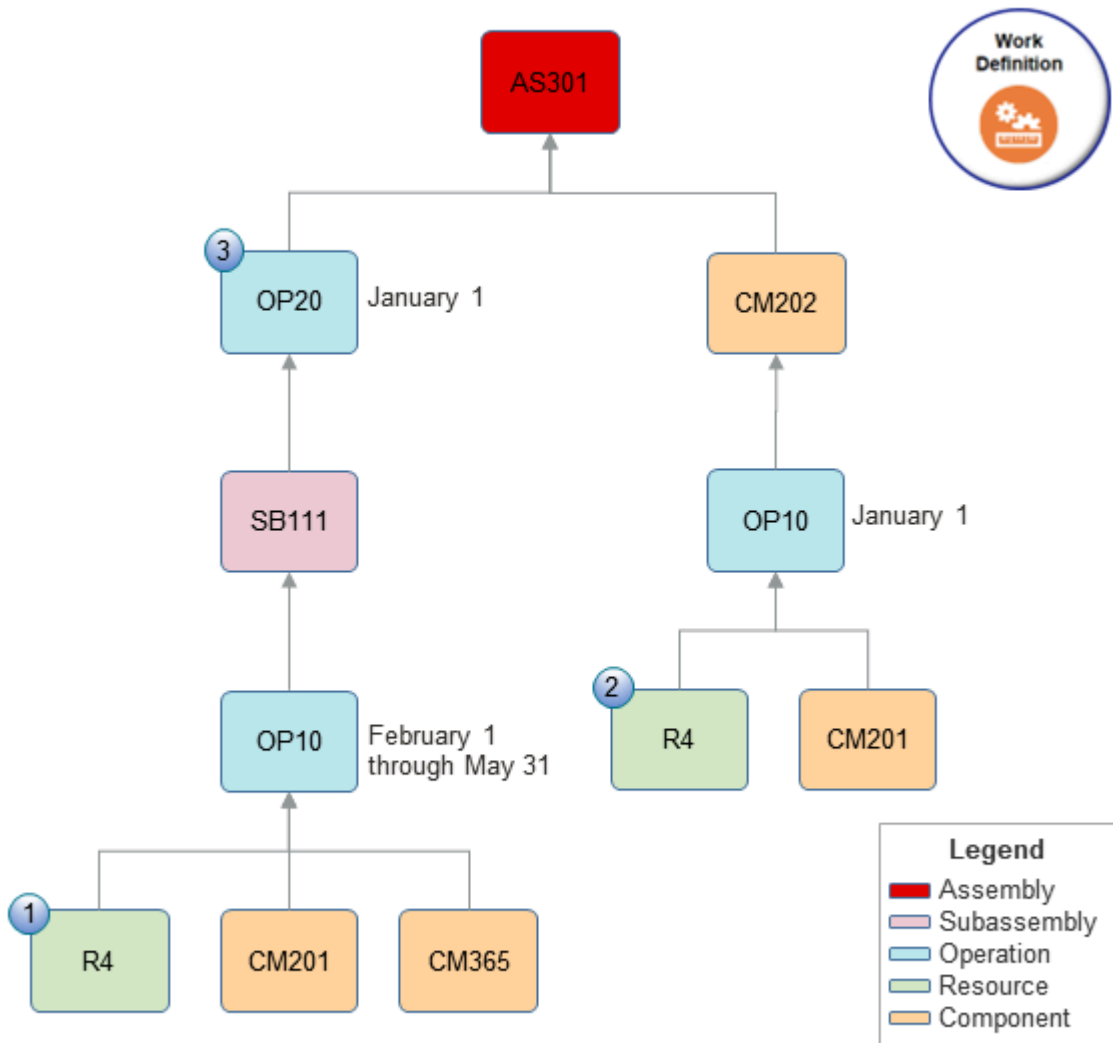 Work
Definition
AS301
3
OP20
January 1
CM202
SB111
OP10
January 1
OP10
February 1
through May 31
2
R4
CM201
1
R4
CM201
CM365
Legend
Assembly
Subassembly
Operation
Resource
Component